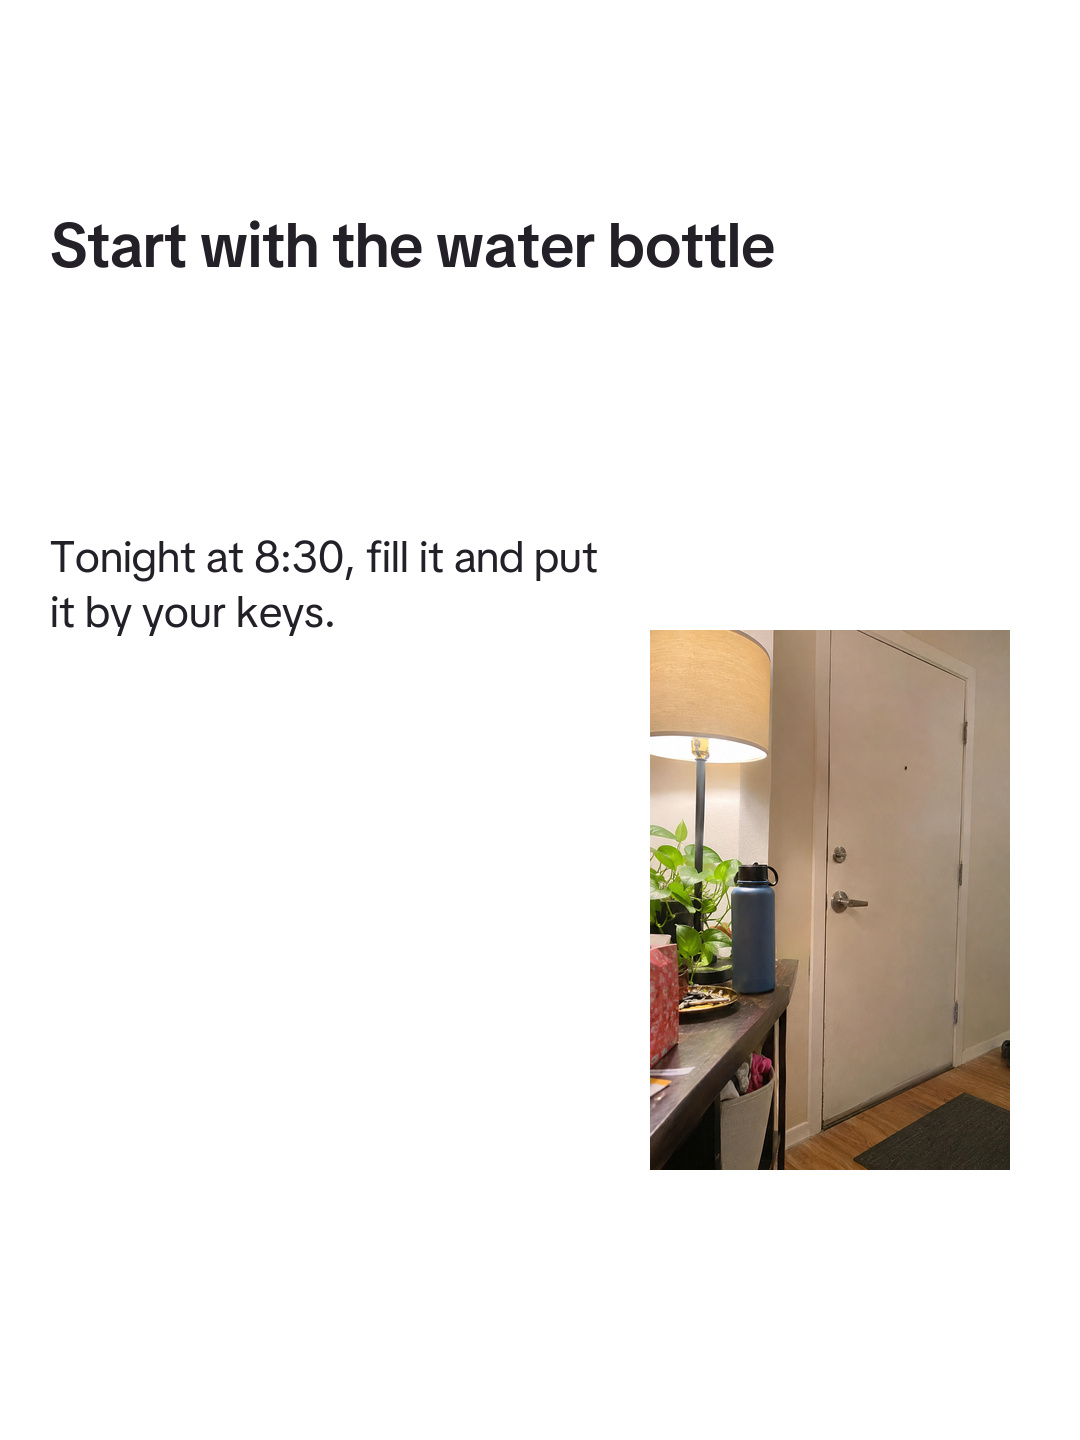 Start with the water bottle
Tonight at 8:30, fill it and put
it by your keys.